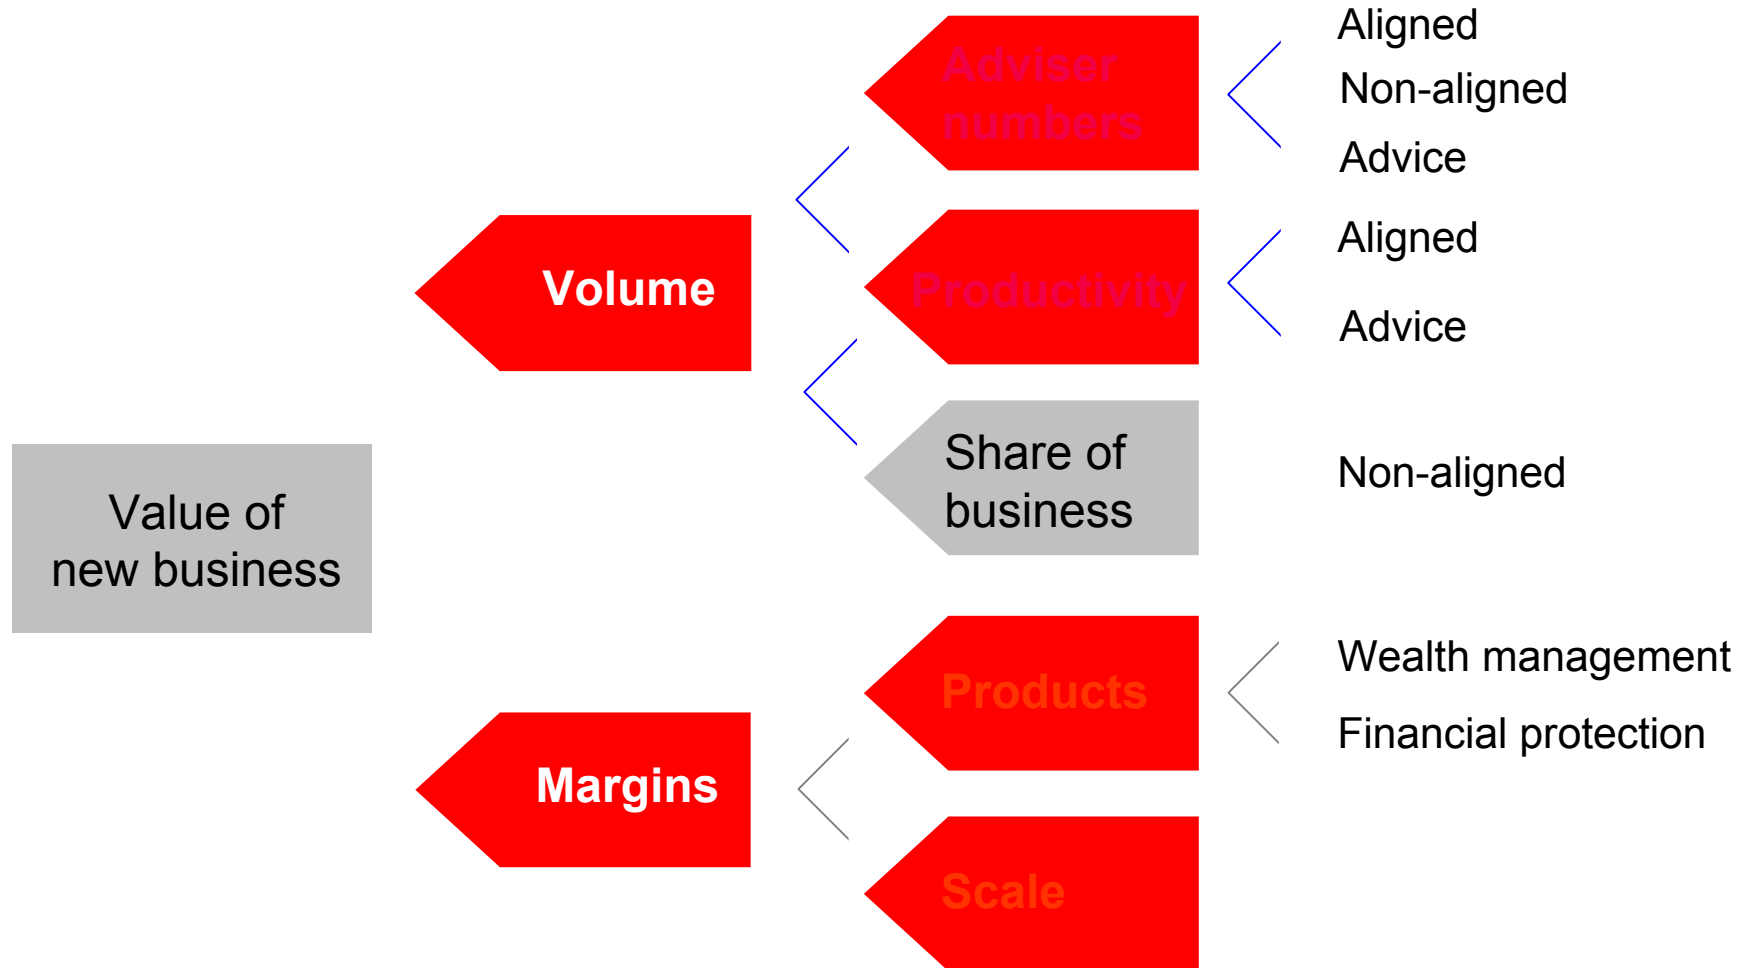 Value of
new business
Volume
Margins
Adviser
numbers
Productivity
Share of
business
Products
Scale
Aligned
Non-aligned
Advice
Aligned
Advice
Non-aligned
Wealth management
Financial protection